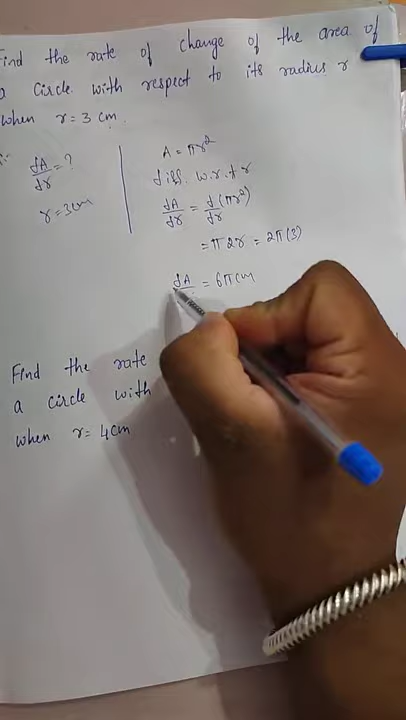 Find the rate of change of the area of
a circle with respect to its radius r
when r = 3 cm.
dA/dr = ?
r = 3cm
A = πr²
diff. w.r.t r
dA/dr = d/dr (πr²)
= π 2r = 2π(3)
dA = 6π cm
Find the rate
a circle with
when r = 4cm